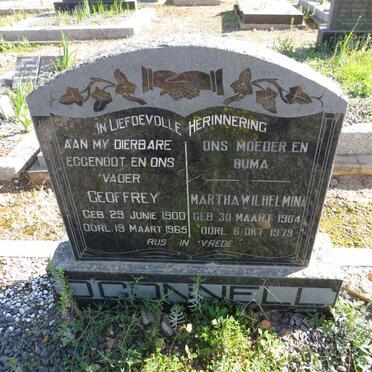 IN LIEFDEVOLLE HERINNERING
AAN MY DIERBARE
EGGENOOT EN ONS
VADER
GEOFFREY
GEB. 29 JUNIE 1900
OORL. 19 MAART 1965
ONS MOEDER EN
OUMA
MARTHA WILHELMINA
GEB. 30 MAART 1904
OORL. 6 OKT 1979
RUS IN VREDE
O'CONNELL